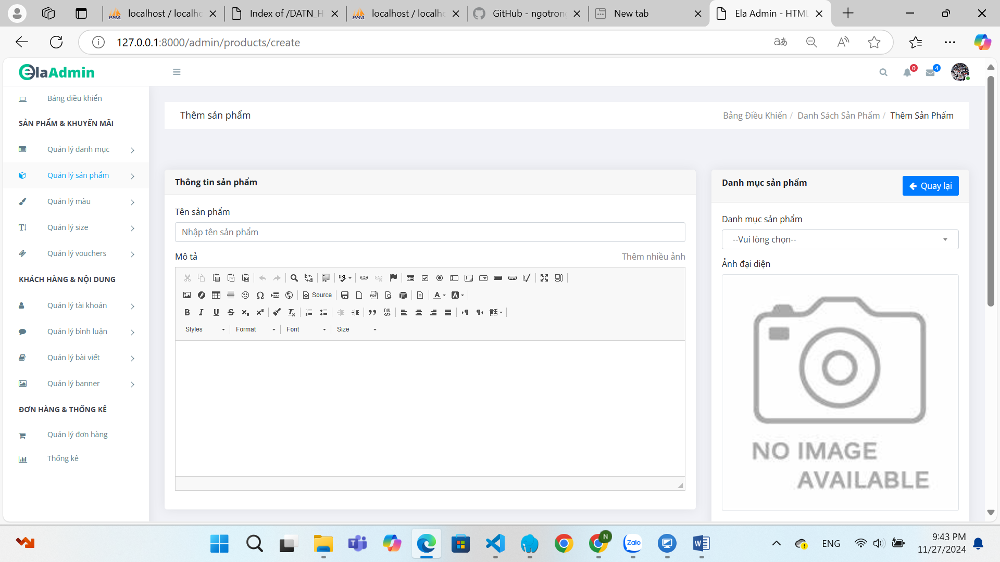 localhost / localho
Index of /DATN_H
localhost / localho
GitHub - ngotrong
New tab
Ela Admin - HTML
127.0.0.1:8000/admin/products/create
elaAdmin
0
4
Bảng điều khiển
SẢN PHẨM & KHUYẾN MÃI
Quản lý danh mục
Quản lý sản phẩm
Quản lý màu
Quản lý size
Quản lý vouchers
KHÁCH HÀNG & NỘI DUNG
Quản lý tài khoản
Quản lý bình luận
Quản lý bài viết
Quản lý banner
ĐƠN HÀNG & THỐNG KÊ
Quản lý đơn hàng
Thống kê
Thêm sản phẩm
Bảng Điều Khiển / Danh Sách Sản Phẩm / Thêm Sản Phẩm
Thông tin sản phẩm
Tên sản phẩm
Nhập tên sản phẩm
Mô tả
Thêm nhiều ảnh
Source
Styles Format Font Size
Danh mục sản phẩm
Quay lại
Danh mục sản phẩm
--Vui lòng chọn--
Ảnh đại diện
NO IMAGE
AVAILABLE
N
Zalo
ENG
9:43 PM
11/27/2024